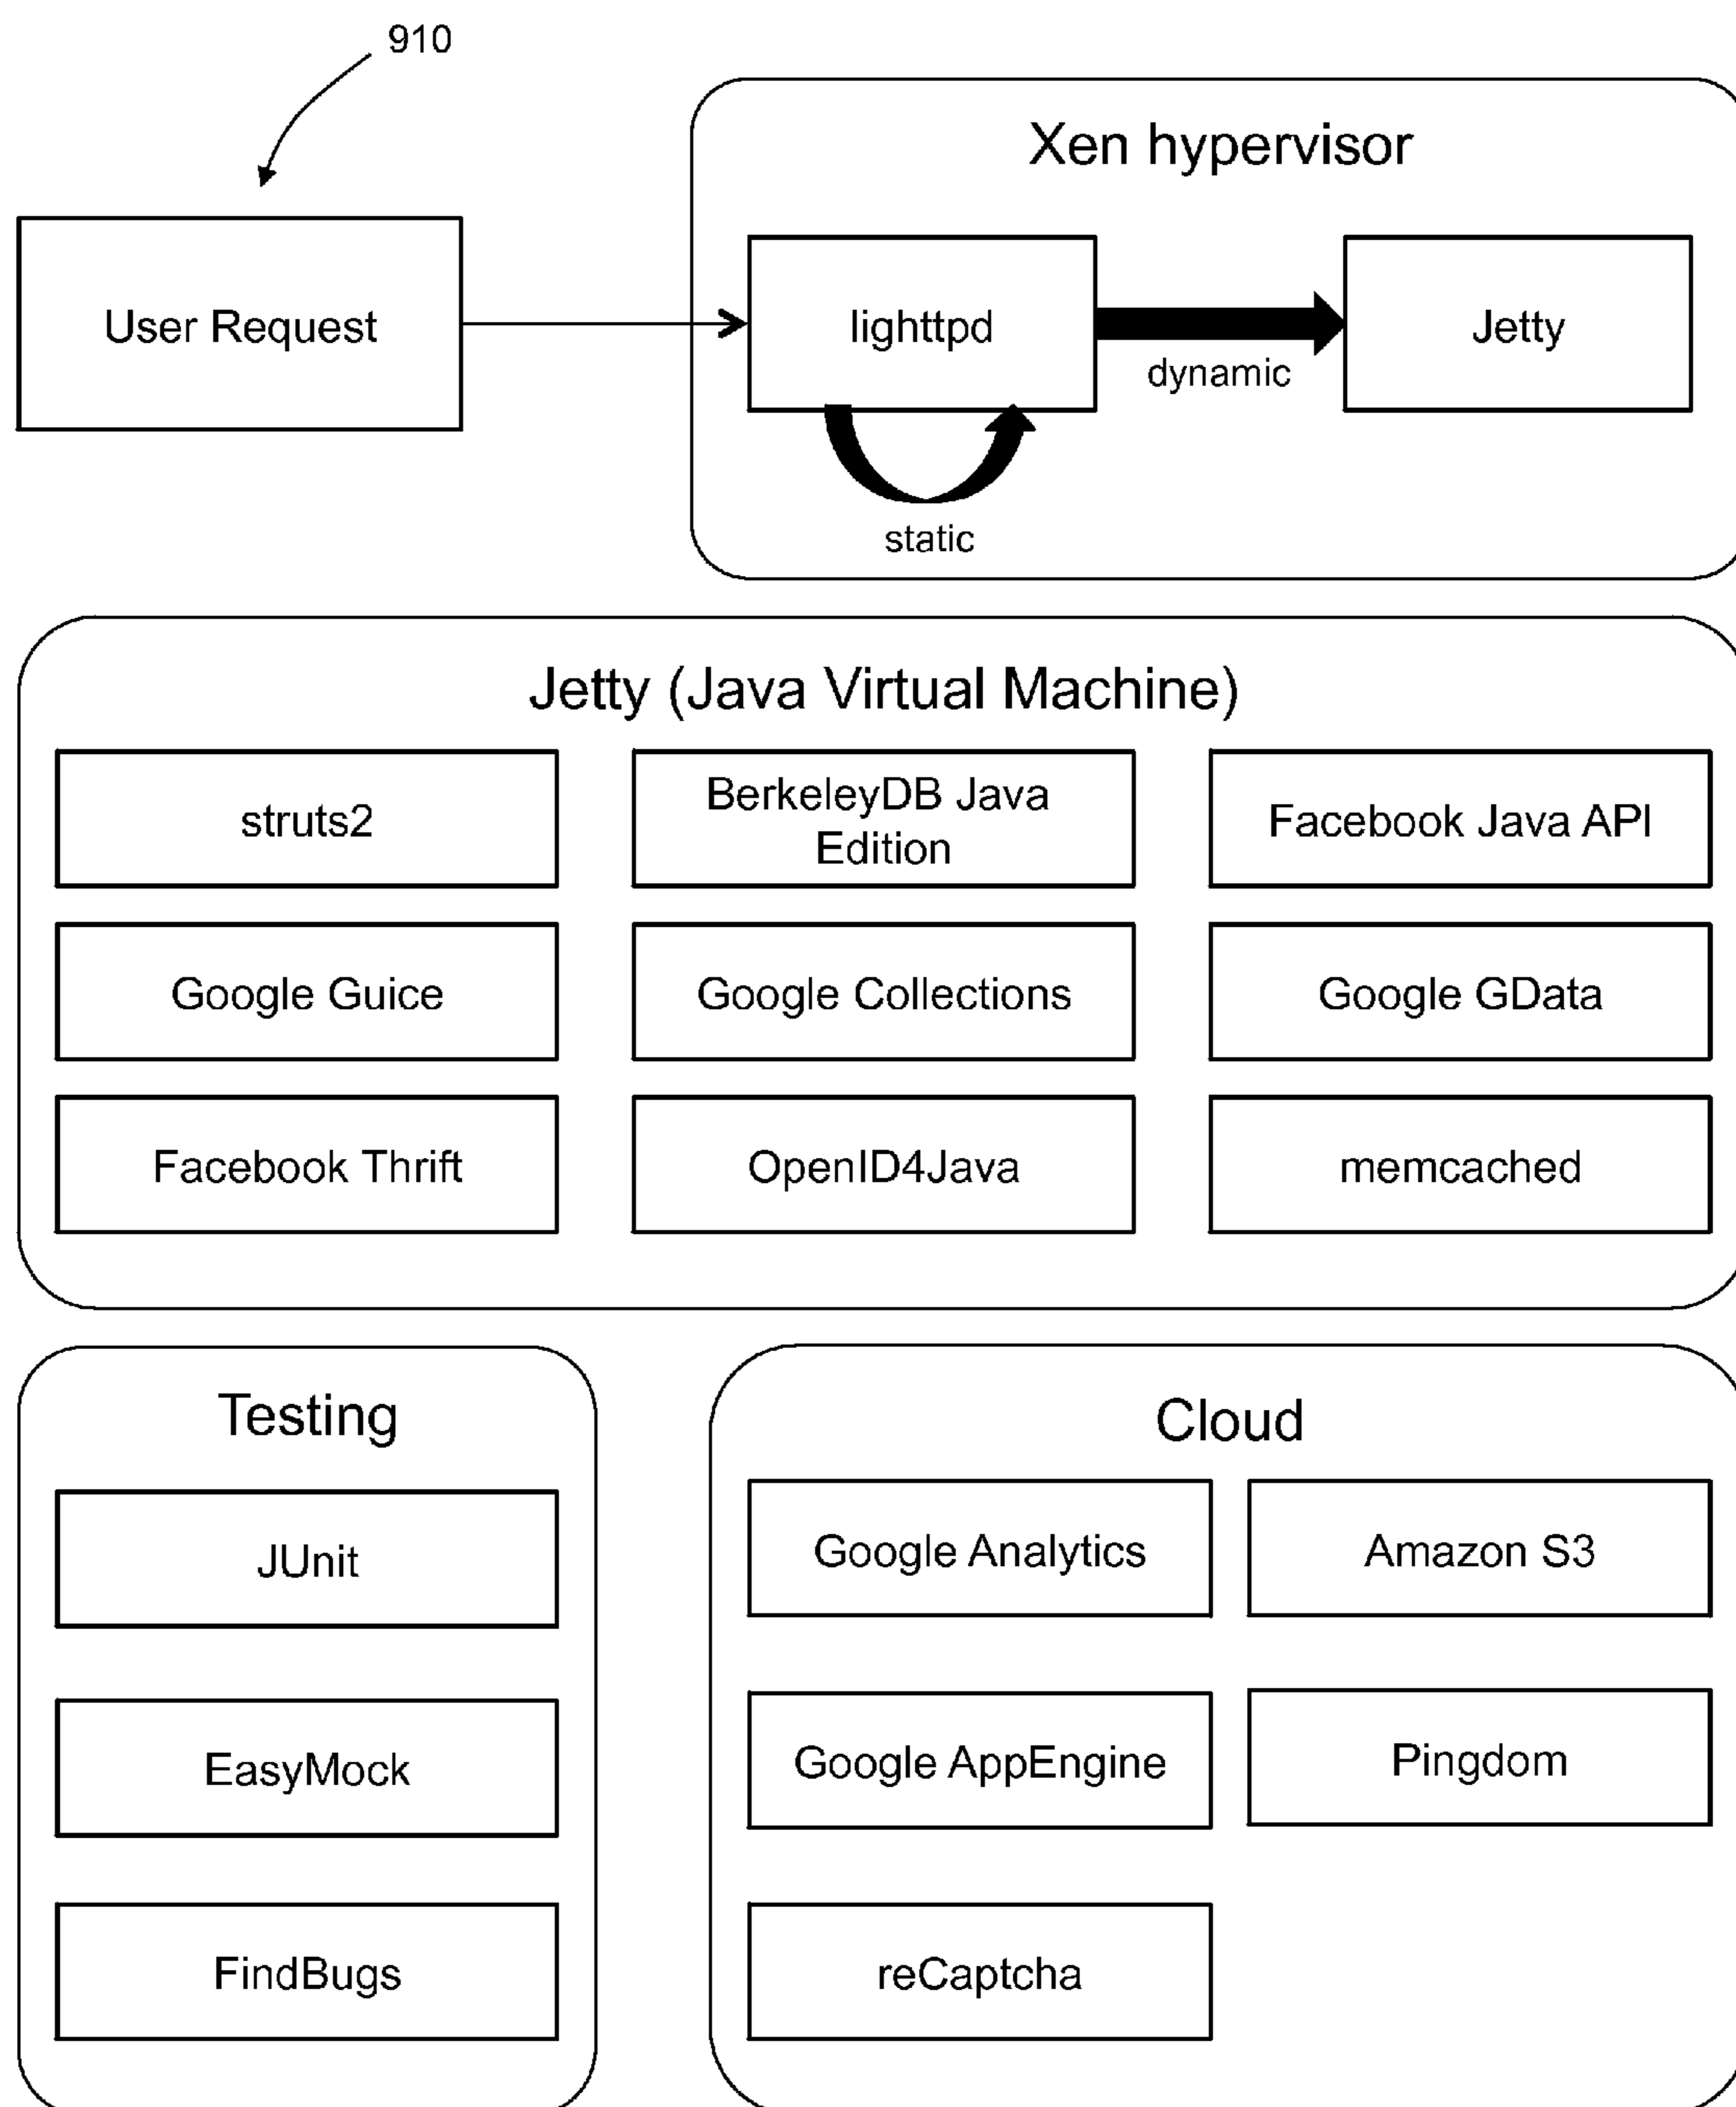 910
Xen hypervisor
User Request
lighttpd
dynamic
Jetty
static
Jetty (Java Virtual Machine)
struts2
BerkeleyDB Java
Edition
Facebook Java API
Google Guice
Google Collections
Google GData
Facebook Thrift
OpenID4Java
memcached
Testing
JUnit
EasyMock
FindBugs
Cloud
Google Analytics
Amazon S3
Google AppEngine
Pingdom
reCaptcha